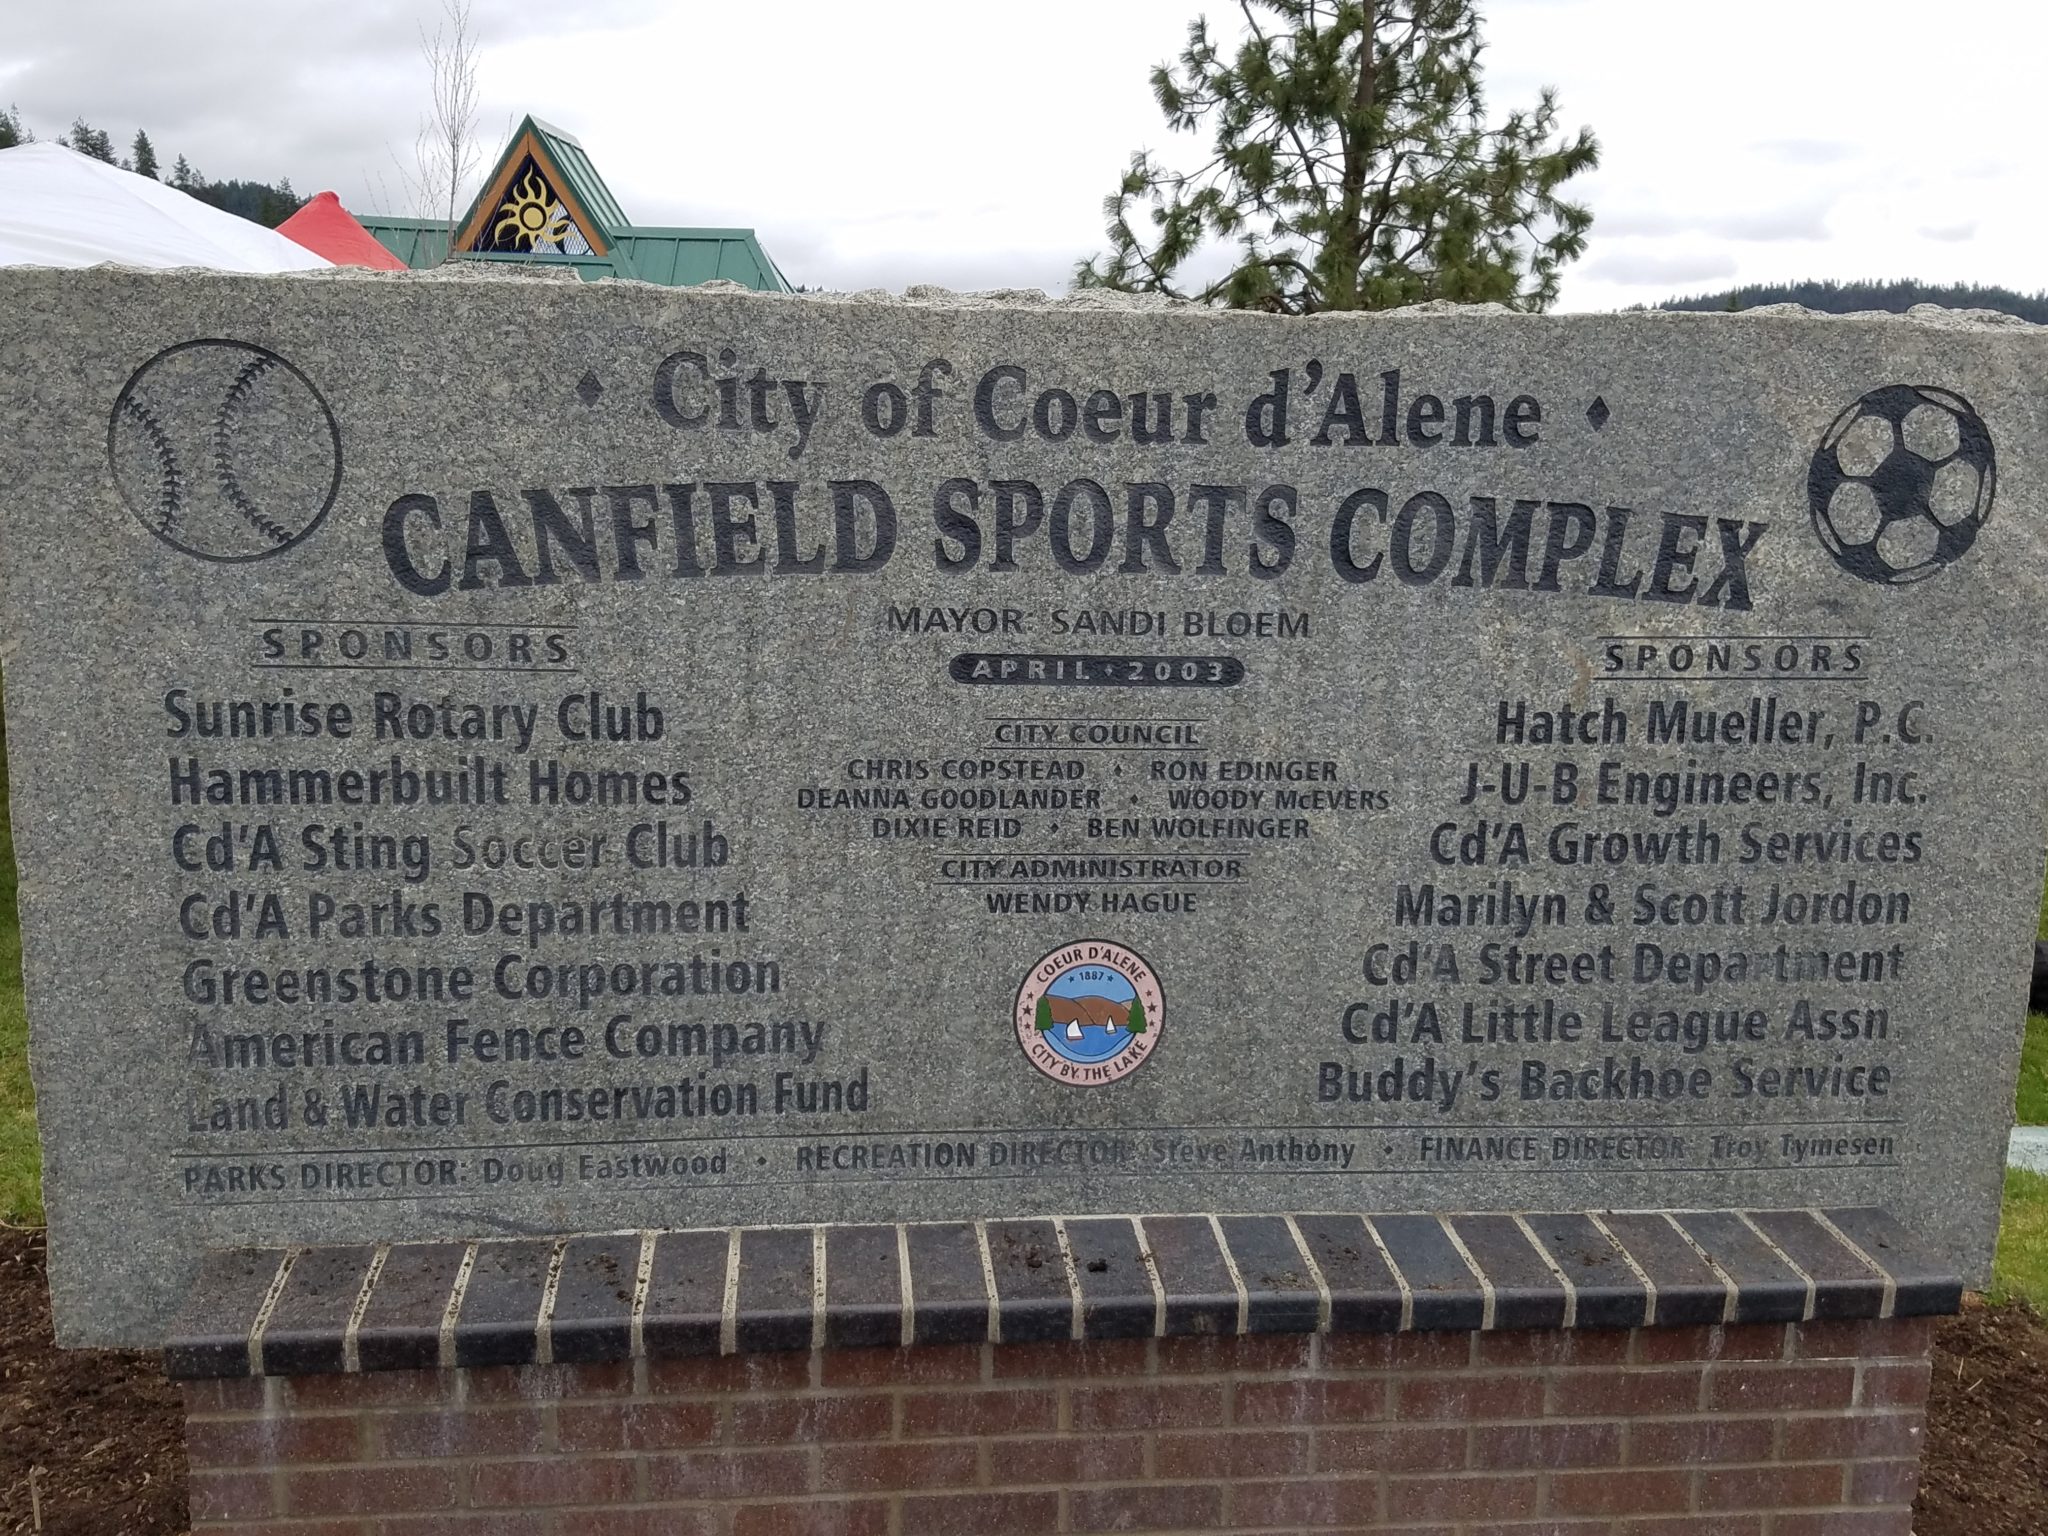 City of Coeur d'Alene
CANFIELD SPORTS COMPLEX
MAYOR: SANDI BLOEM
APRIL ♦ 2003
SPONSORS
Sunrise Rotary Club
Hammerbuilt Homes
Cd'A Sting Soccer Club
Cd'A Parks Department
Greenstone Corporation
American Fence Company
Land & Water Conservation Fund
CITY COUNCIL
CHRIS COPSTEAD ♦ RON EDINGER
DEANNA GOODLANDER ♦ WOODY McEVERS
DIXIE REID ♦ BEN WOLFINGER
CITY ADMINISTRATOR
WENDY HAGUE
COEUR D'ALENE
1887
CITY BY THE LAKE
SPONSORS
Hatch Mueller, P.C.
J-U-B Engineers, Inc.
Cd'A Growth Services
Marilyn & Scott Jordon
Cd'A Street Department
Cd'A Little League Assn
Buddy's Backhoe Service
PARKS DIRECTOR: Doug Eastwood ♦ RECREATION DIRECTOR: Steve Anthony ♦ FINANCE DIRECTOR: Troy Tymesen